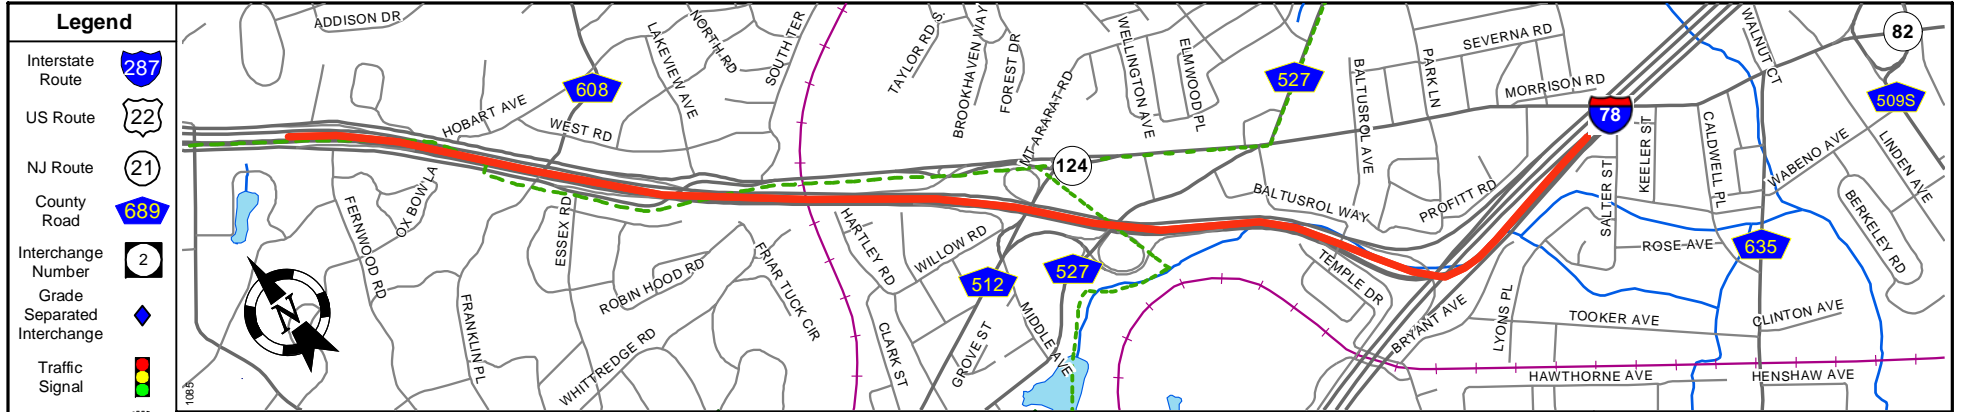 Legend
Interstate
Route
287
US Route
22
NJ Route
21
County
Road
689
Interchange
Number
2
Grade
Separated
Interchange
Traffic
Signal
1085
ADDISON DR
HOBART AVE
608
WEST RD
LAKEVIEW AVE
NORTH RD
SOUTH TER
TAYLOR RD S.
BROOKHAVEN WAY
FOREST DR
MT ARARAT RD
WELLINGTON AVE
ELMWOOD PL
527
BALTUSROL AVE
PARK LN
SEVERNA RD
MORRISON RD
78
WALNUT CT
82
509S
124
FERNWOOD RD
OX BOW LA
FRANKLIN PL
ESSEX RD
ROBIN HOOD RD
WHITTREDGE RD
FRIAR TUCK CIR
HARTLEY RD
WILLOW RD
CLARK ST
512
GROVE ST
MIDDLE AVE
527
BALTUSROL WAY
PROFITT RD
TEMPLE DR
BRYANT AVE
SALTER ST
KEELER ST
CALDWELL PL
WABENO AVE
LINDEN AVE
BERKELEY RD
ROSE AVE
635
LYONS PL
TOOKER AVE
CLINTON AVE
HAWTHORNE AVE
HENSHAW AVE
N